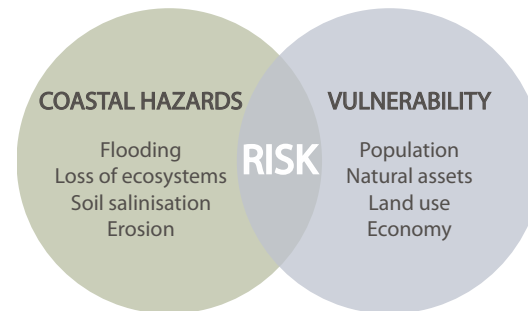 COASTAL HAZARDS
Flooding
Loss of ecosystems
Soil salinisation
Erosion
RISK
VULNERABILITY
Population
Natural assets
Land use
Economy